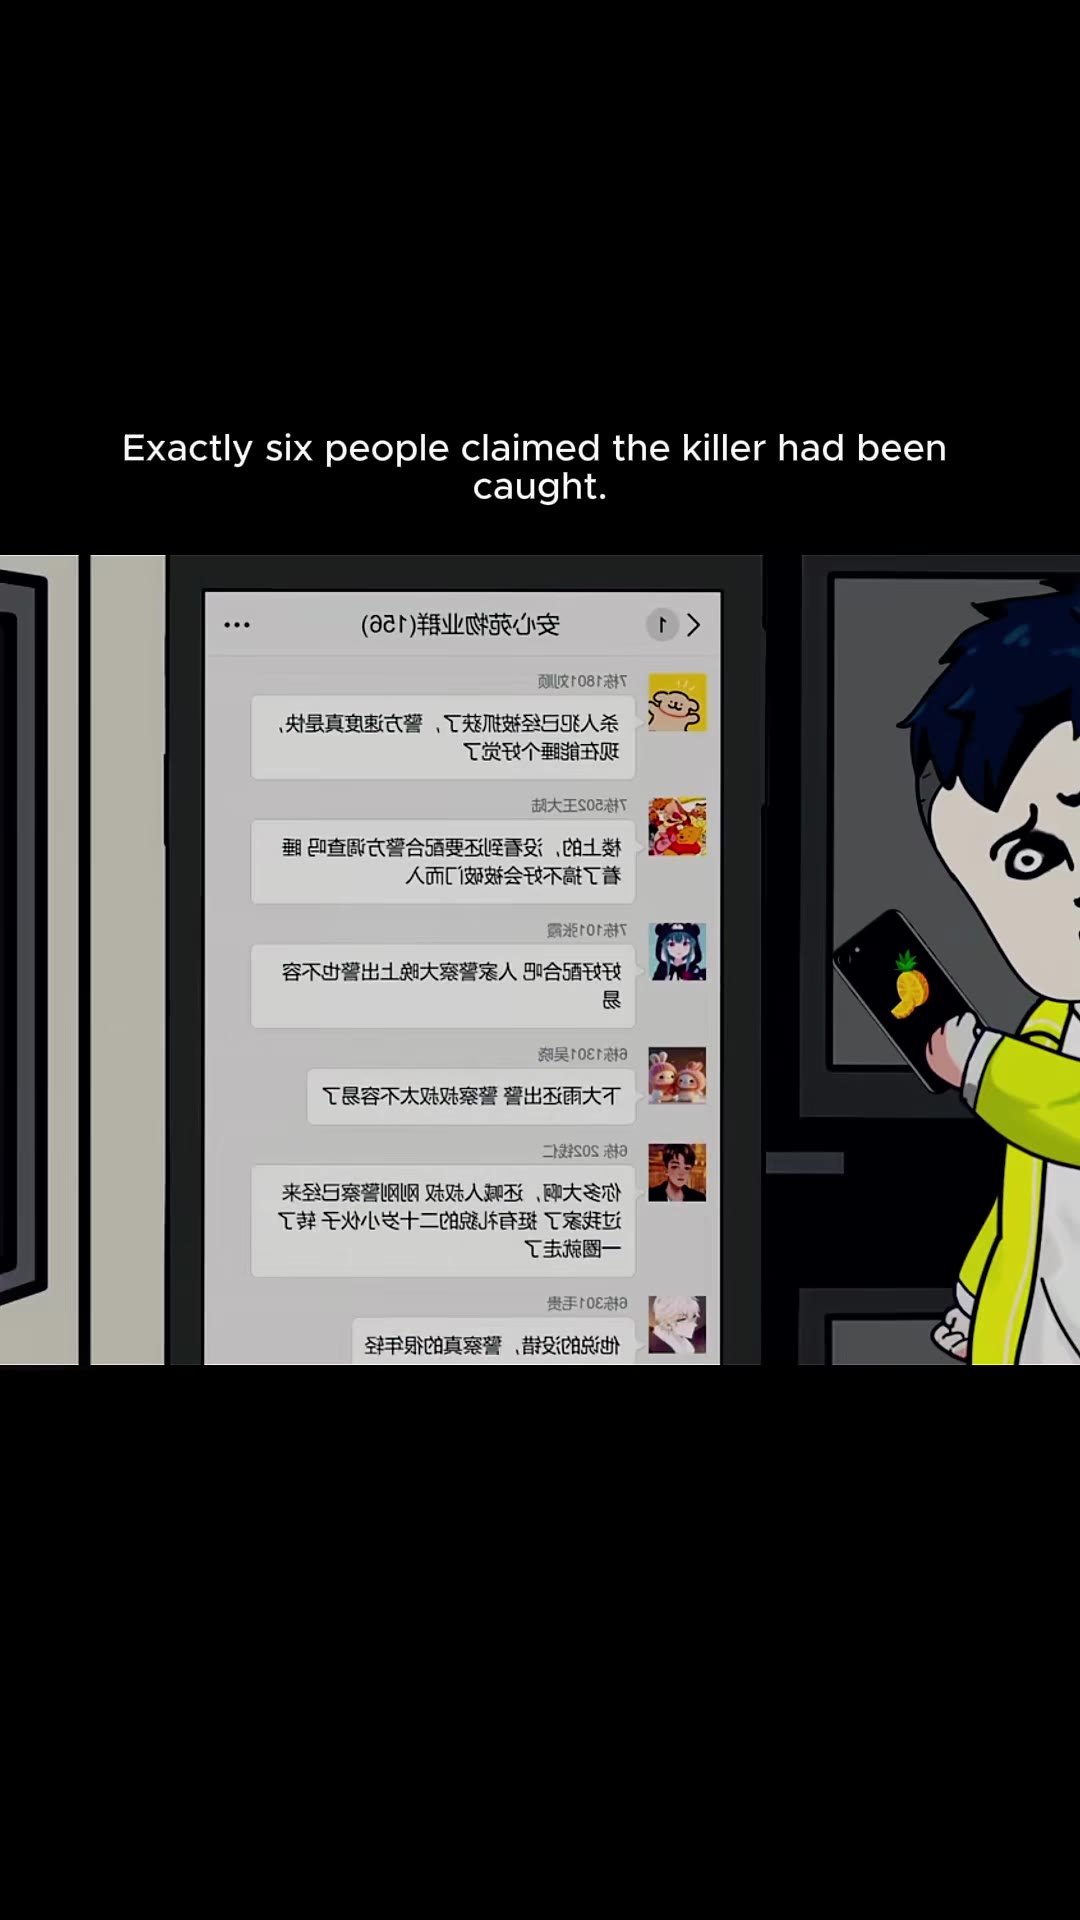 Exactly six people claimed the killer had been
caught.
安心苑物业群(156)
1
7栋1801刘顺
杀人犯已经被抓获了，警方速度真是快，
现在能睡个好觉了
7栋502王大陆
楼上的，没看到还要配合警方调查吗 睡
着了搞不好会被破门而入
7栋101张霞
好好配合吧 人家警察大晚上出警也不容
易
6栋1301吴晓
下大雨还出警 警察叔叔太不容易了
6栋 202钱仁
你多大啊，还喊人叔叔 刚刚警察已经来
过我家了 挺有礼貌的二十岁小伙子 转了
一圈就走了
6栋301毛贵
他说的没错，警察真的很年轻